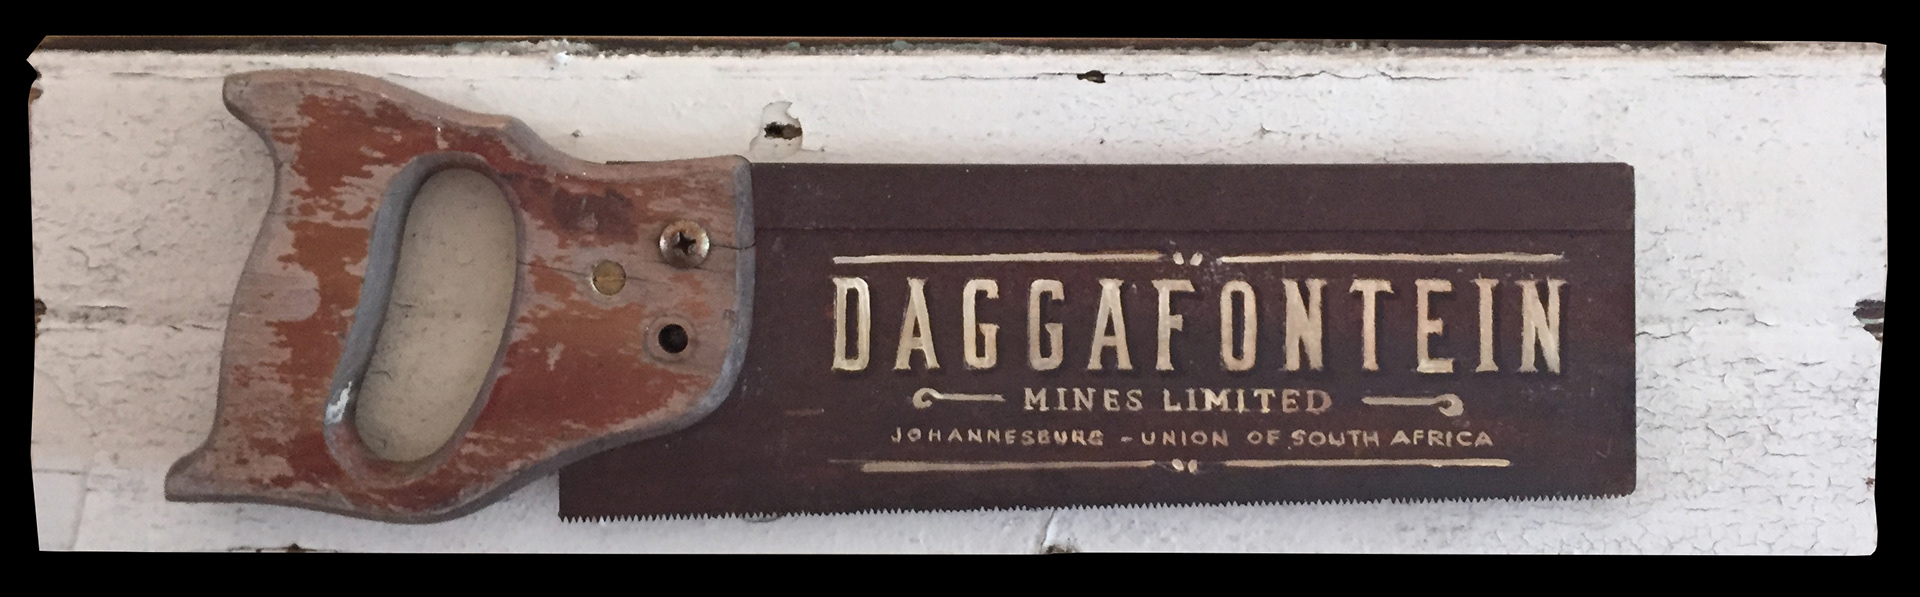 DAGGAFONTEIN
MINES LIMITED
JOHANNESBURG - UNION OF SOUTH AFRICA